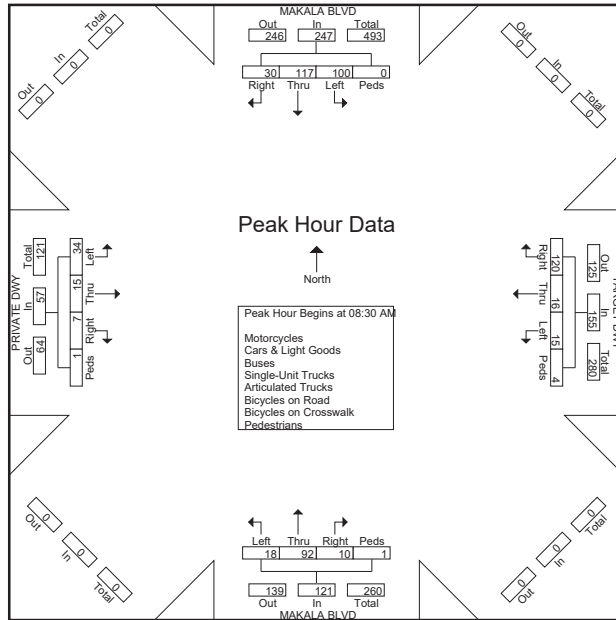 MAKALA BLVD
Out In Total
246 247 493
30 117 100 0
Right Thru Left Peds
Out In Total
0 0 0
Out In Total
0 0 0
Peak Hour Data
North
PRIVATE DWY
Out In Total
64 57 121
1 7 15 34
Peds Right Thru Left
Out In Total
125 155 280
120 16 15 4
Right Thru Left Peds
Peak Hour Begins at 08:30 AM
Motorcycles
Cars & Light Goods
Buses
Single-Unit Trucks
Articulated Trucks
Bicycles on Road
Bicycles on Crosswalk
Pedestrians
Out In Total
0 0 0
Out In Total
0 0 0
Left Thru Right Peds
18 92 10 1
139 121 260
Out In Total
MAKALA BLVD